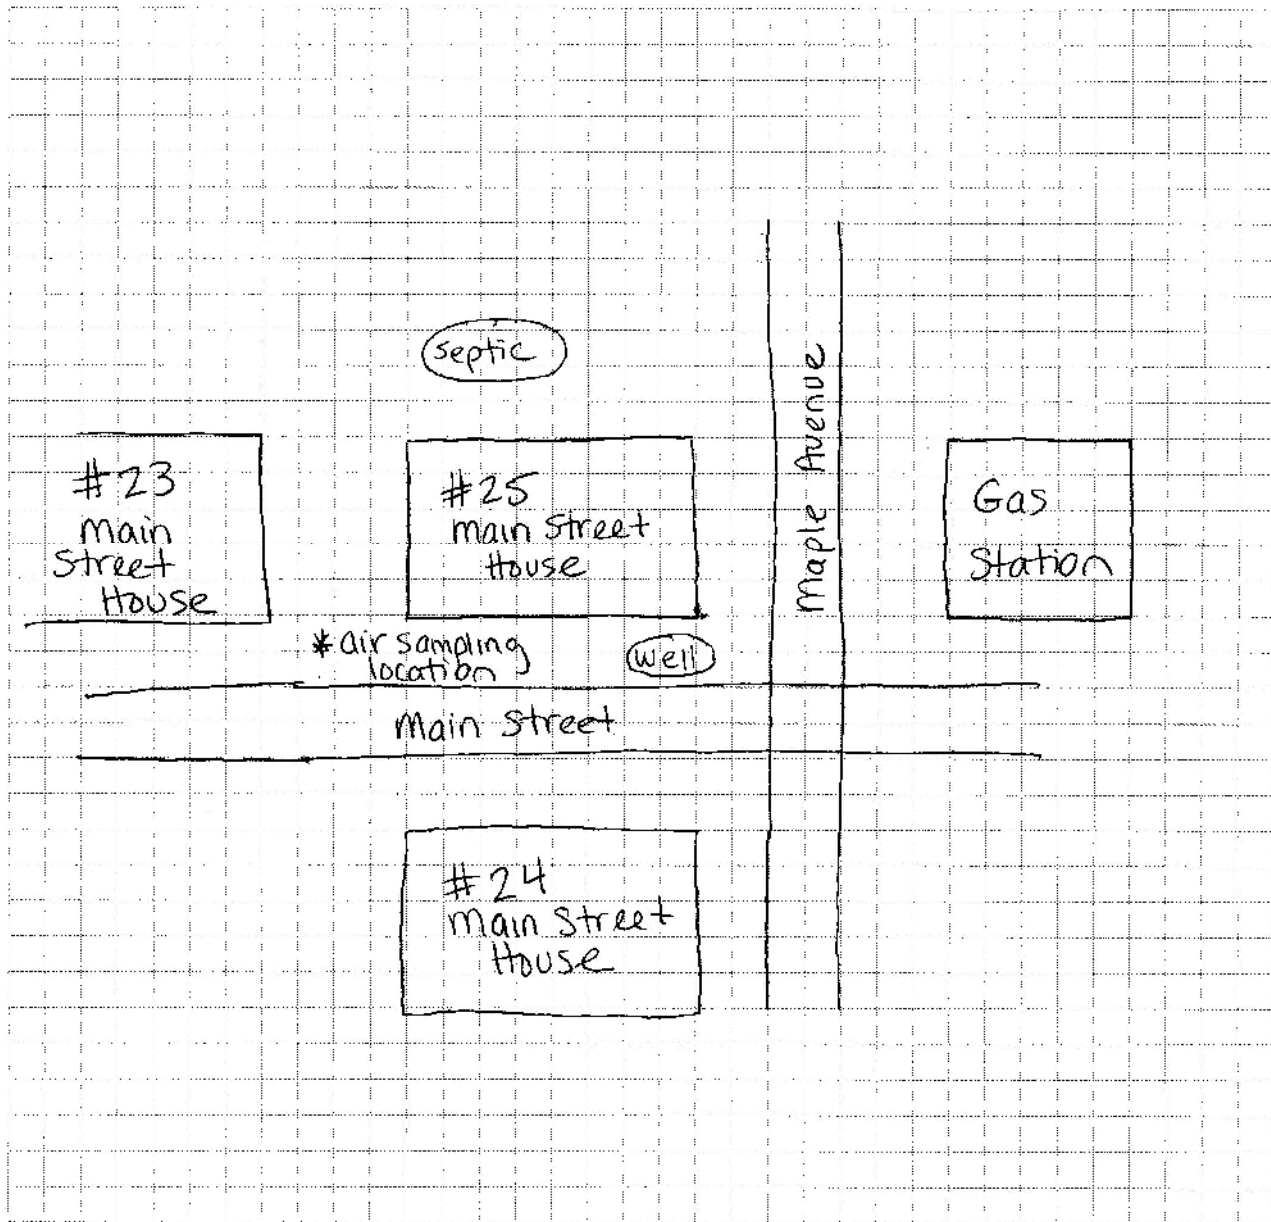 septic
#23
Main
Street
House
#25
Main Street
House
Maple Avenue
Gas
Station
* air sampling
location
well
Main Street
#24
Main Street
House